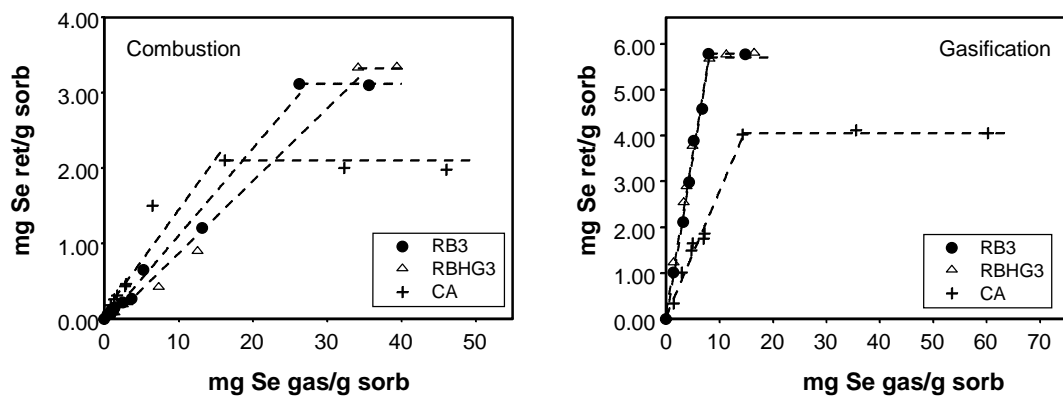 4.00
Combustion
3.00
2.00
1.00
0.00
mg Se ret/g sorb
RB3
RBHG3
CA
0 10 20 30 40 50
mg Se gas/g sorb
6.00
Gasification
5.00
4.00
3.00
2.00
1.00
0.00
mg Se ret/g sorb
RB3
RBHG3
CA
0 10 20 30 40 50 60 70
mg Se gas/g sorb